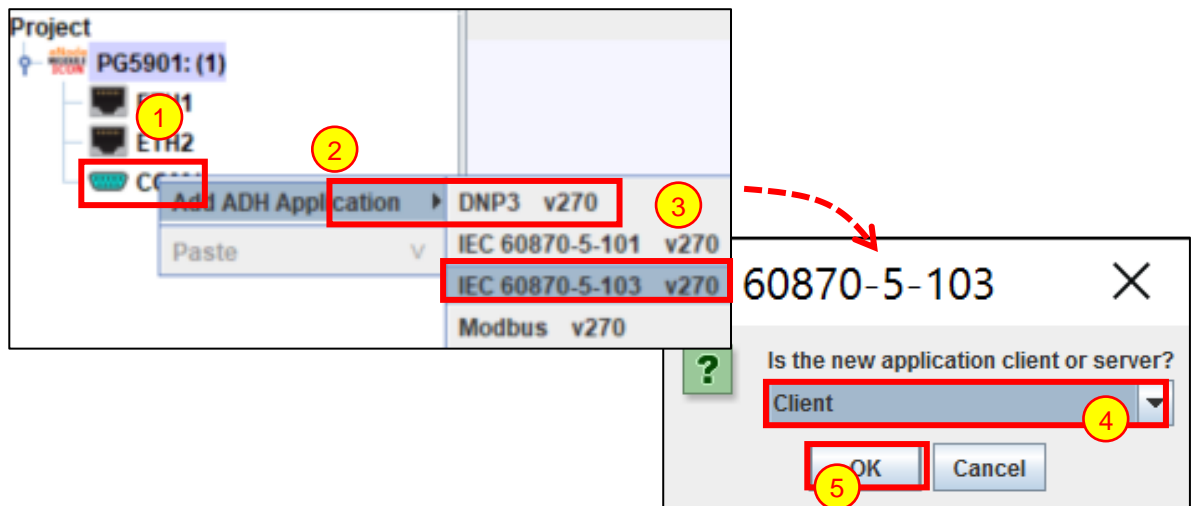 Project
PG5901: (1)
1
ETH2
2
Add ADH Application
DNP3 v270
3
Paste
IEC 60870-5-101 v270
IEC 60870-5-103 v270
Modbus v270
60870-5-103
?
Is the new application client or server?
Client
4
OK
Cancel
5